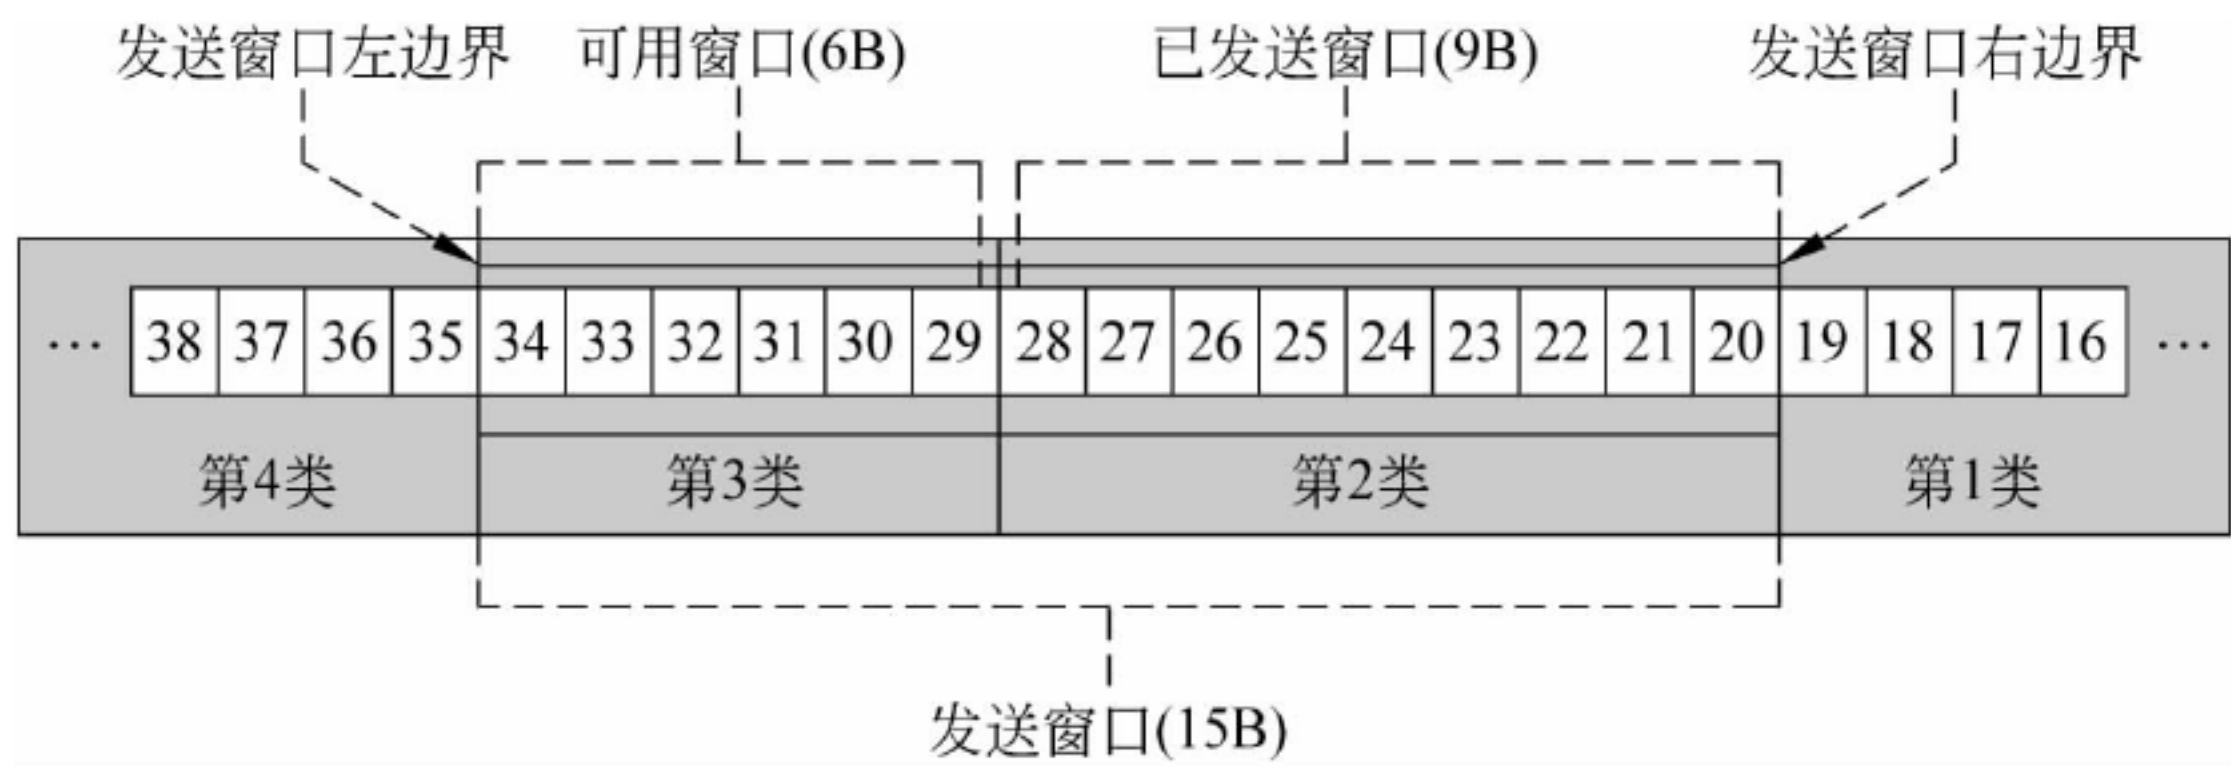 发送窗口左边界 可用窗口(6B) 已发送窗口(9B) 发送窗口右边界
… 38 37 36 35 34 33 32 31 30 29 28 27 26 25 24 23 22 21 20 19 18 17 16 …
第4类 第3类 第2类 第1类
发送窗口(15B)